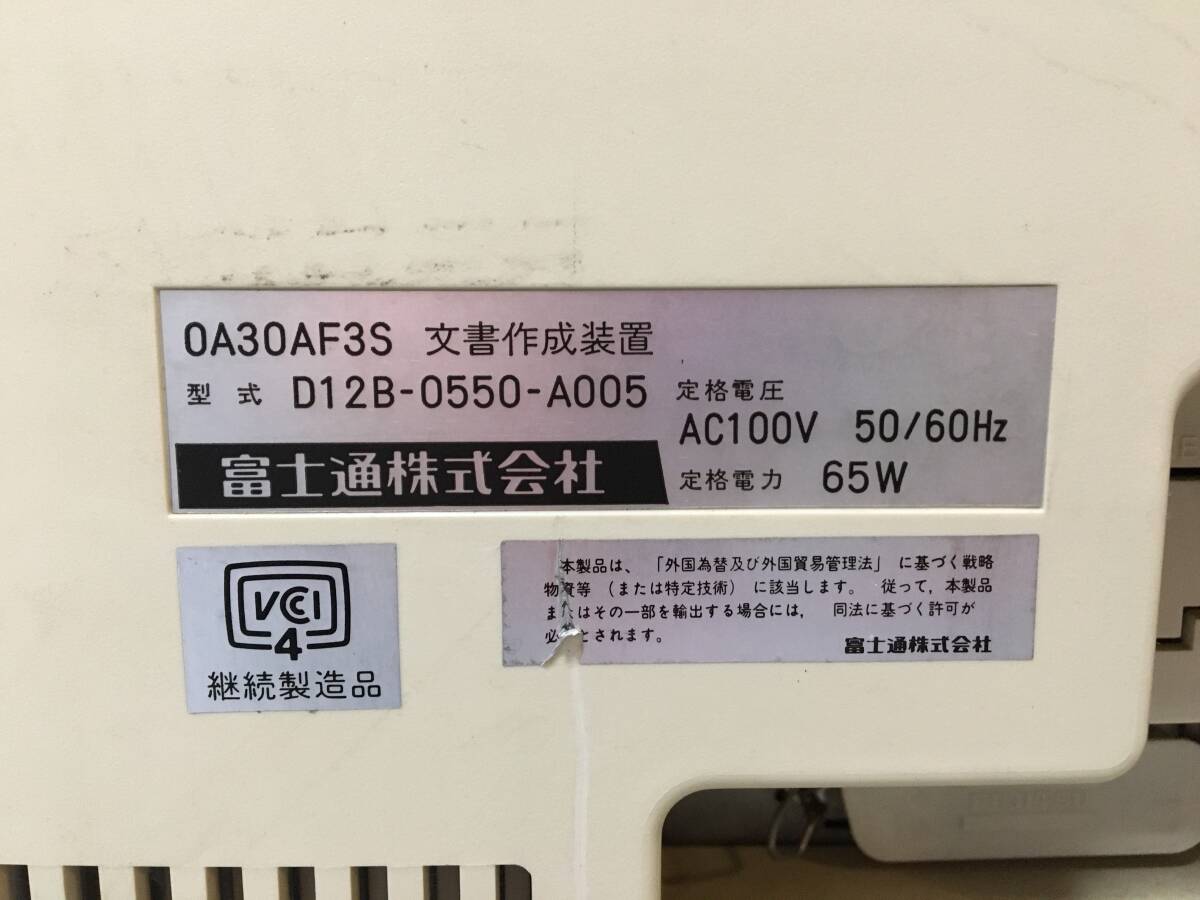 0A30AF3S 文書作成装置
型式 D12B-0550-A005
富士通株式会社
定格電圧
AC100V 50/60Hz
定格電力 65W
VCCI
4
継続製造品
本製品は、「外国為替及び外国貿易管理法」に基づく戦略
物資等（または特定技術）に該当します。 従って，本製品
またはその一部を輸出する場合には， 同法に基づく許可が
必要とされます。
富士通株式会社